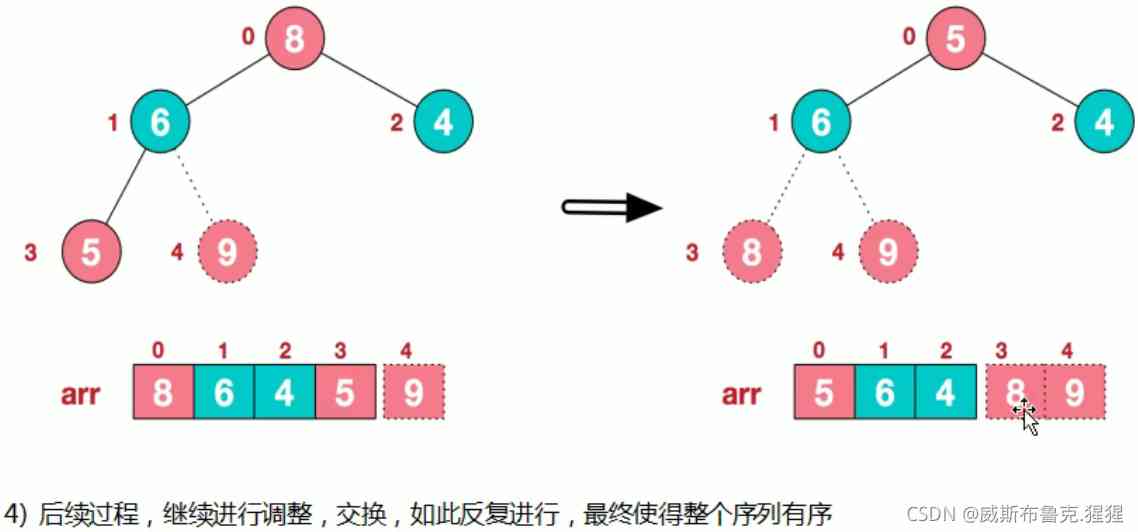 0 8 0 5
1 6 2 4 1 6 2 4
3 5 4 9 3 8 4 9
0 1 2 3 4 0 1 2 3 4
arr 8 6 4 5 9 arr 5 6 4 8 9
4) 后续过程，继续进行调整，交换，如此反复进行，最终使得整个序列有序
CSDN @威斯布鲁克.猩猩